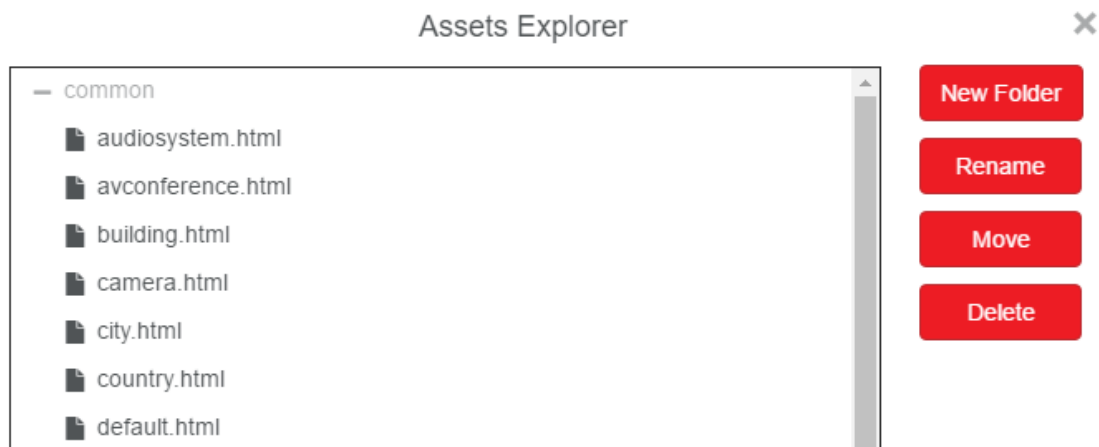 Assets Explorer
common
audiosystem.html
avconference.html
building.html
camera.html
city.html
country.html
default.html
New Folder
Rename
Move
Delete